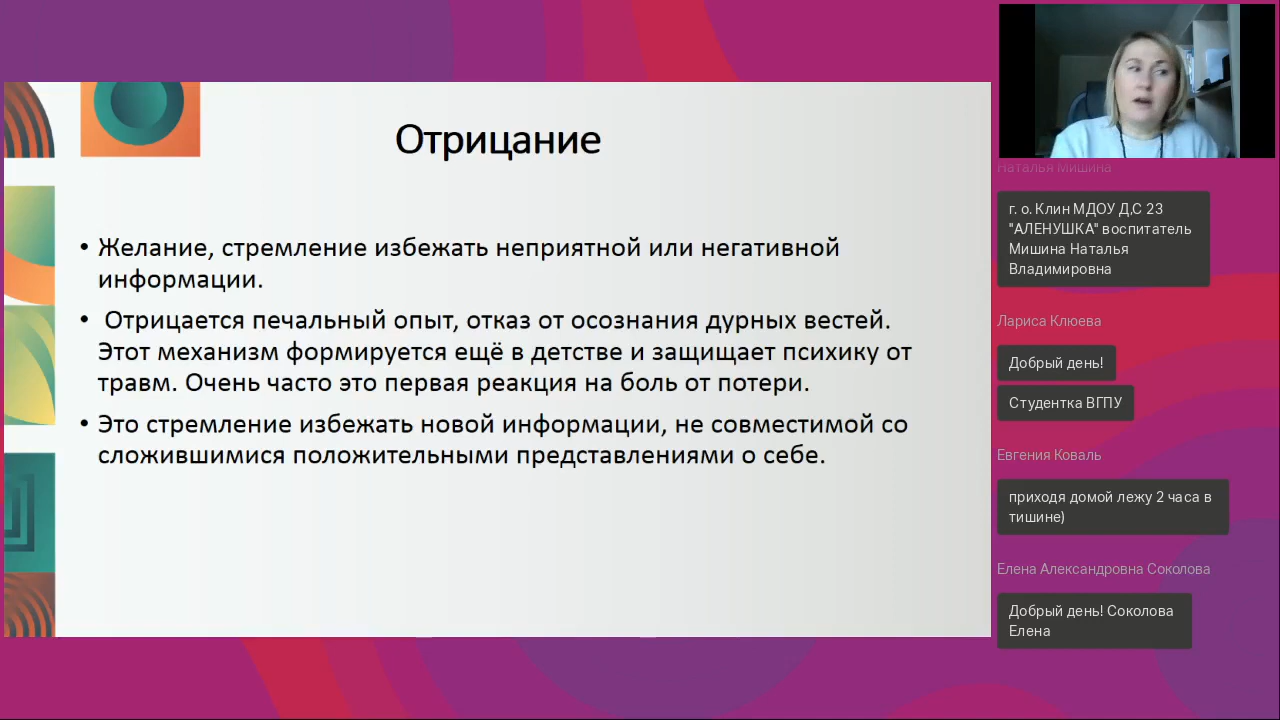 Отрицание
• Желание, стремление избежать неприятной или негативной
информации.
• Отрицается печальный опыт, отказ от осознания дурных вестей.
Этот механизм формируется ещё в детстве и защищает психику от
травм. Очень часто это первая реакция на боль от потери.
• Это стремление избежать новой информации, не совместимой со
сложившимися положительными представлениями о себе.
Наталья Мишина
г. о. Клин МДОУ Д,С 23
"АЛЕНУШКА" воспитатель
Мишина Наталья
Владимировна
Лариса Клюева
Добрый день!
Студентка ВГПУ
Евгения Коваль
приходя домой лежу 2 часа в
тишине)
Елена Александровна Соколова
Добрый день! Соколова
Елена